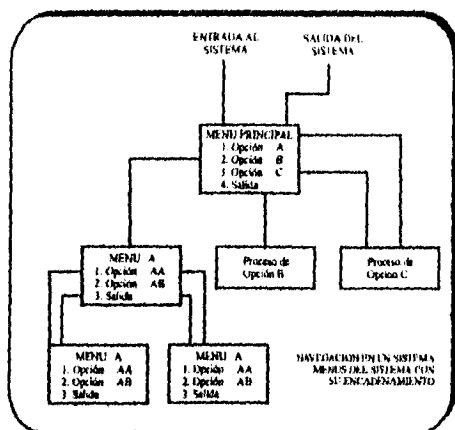 ENTRADA AL
SISTEMA
SALIDA DEL
SISTEMA
MENU PRINCIPAL
1. Opción A
2. Opción B
3. Opción C
4. Salida
MENU A
1. Opción AA
2. Opción AB
3. Salida
Proceso de
Opción B
Proceso de
Opción C
MENU A
1. Opción AA
2. Opción AB
3. Salida
MENU A
1. Opción AA
2. Opción AB
3. Salida
NAVEGACION EN UN SISTEMA
MENUS DEL SISTEMA CON
SU ENCADENAMIENTO